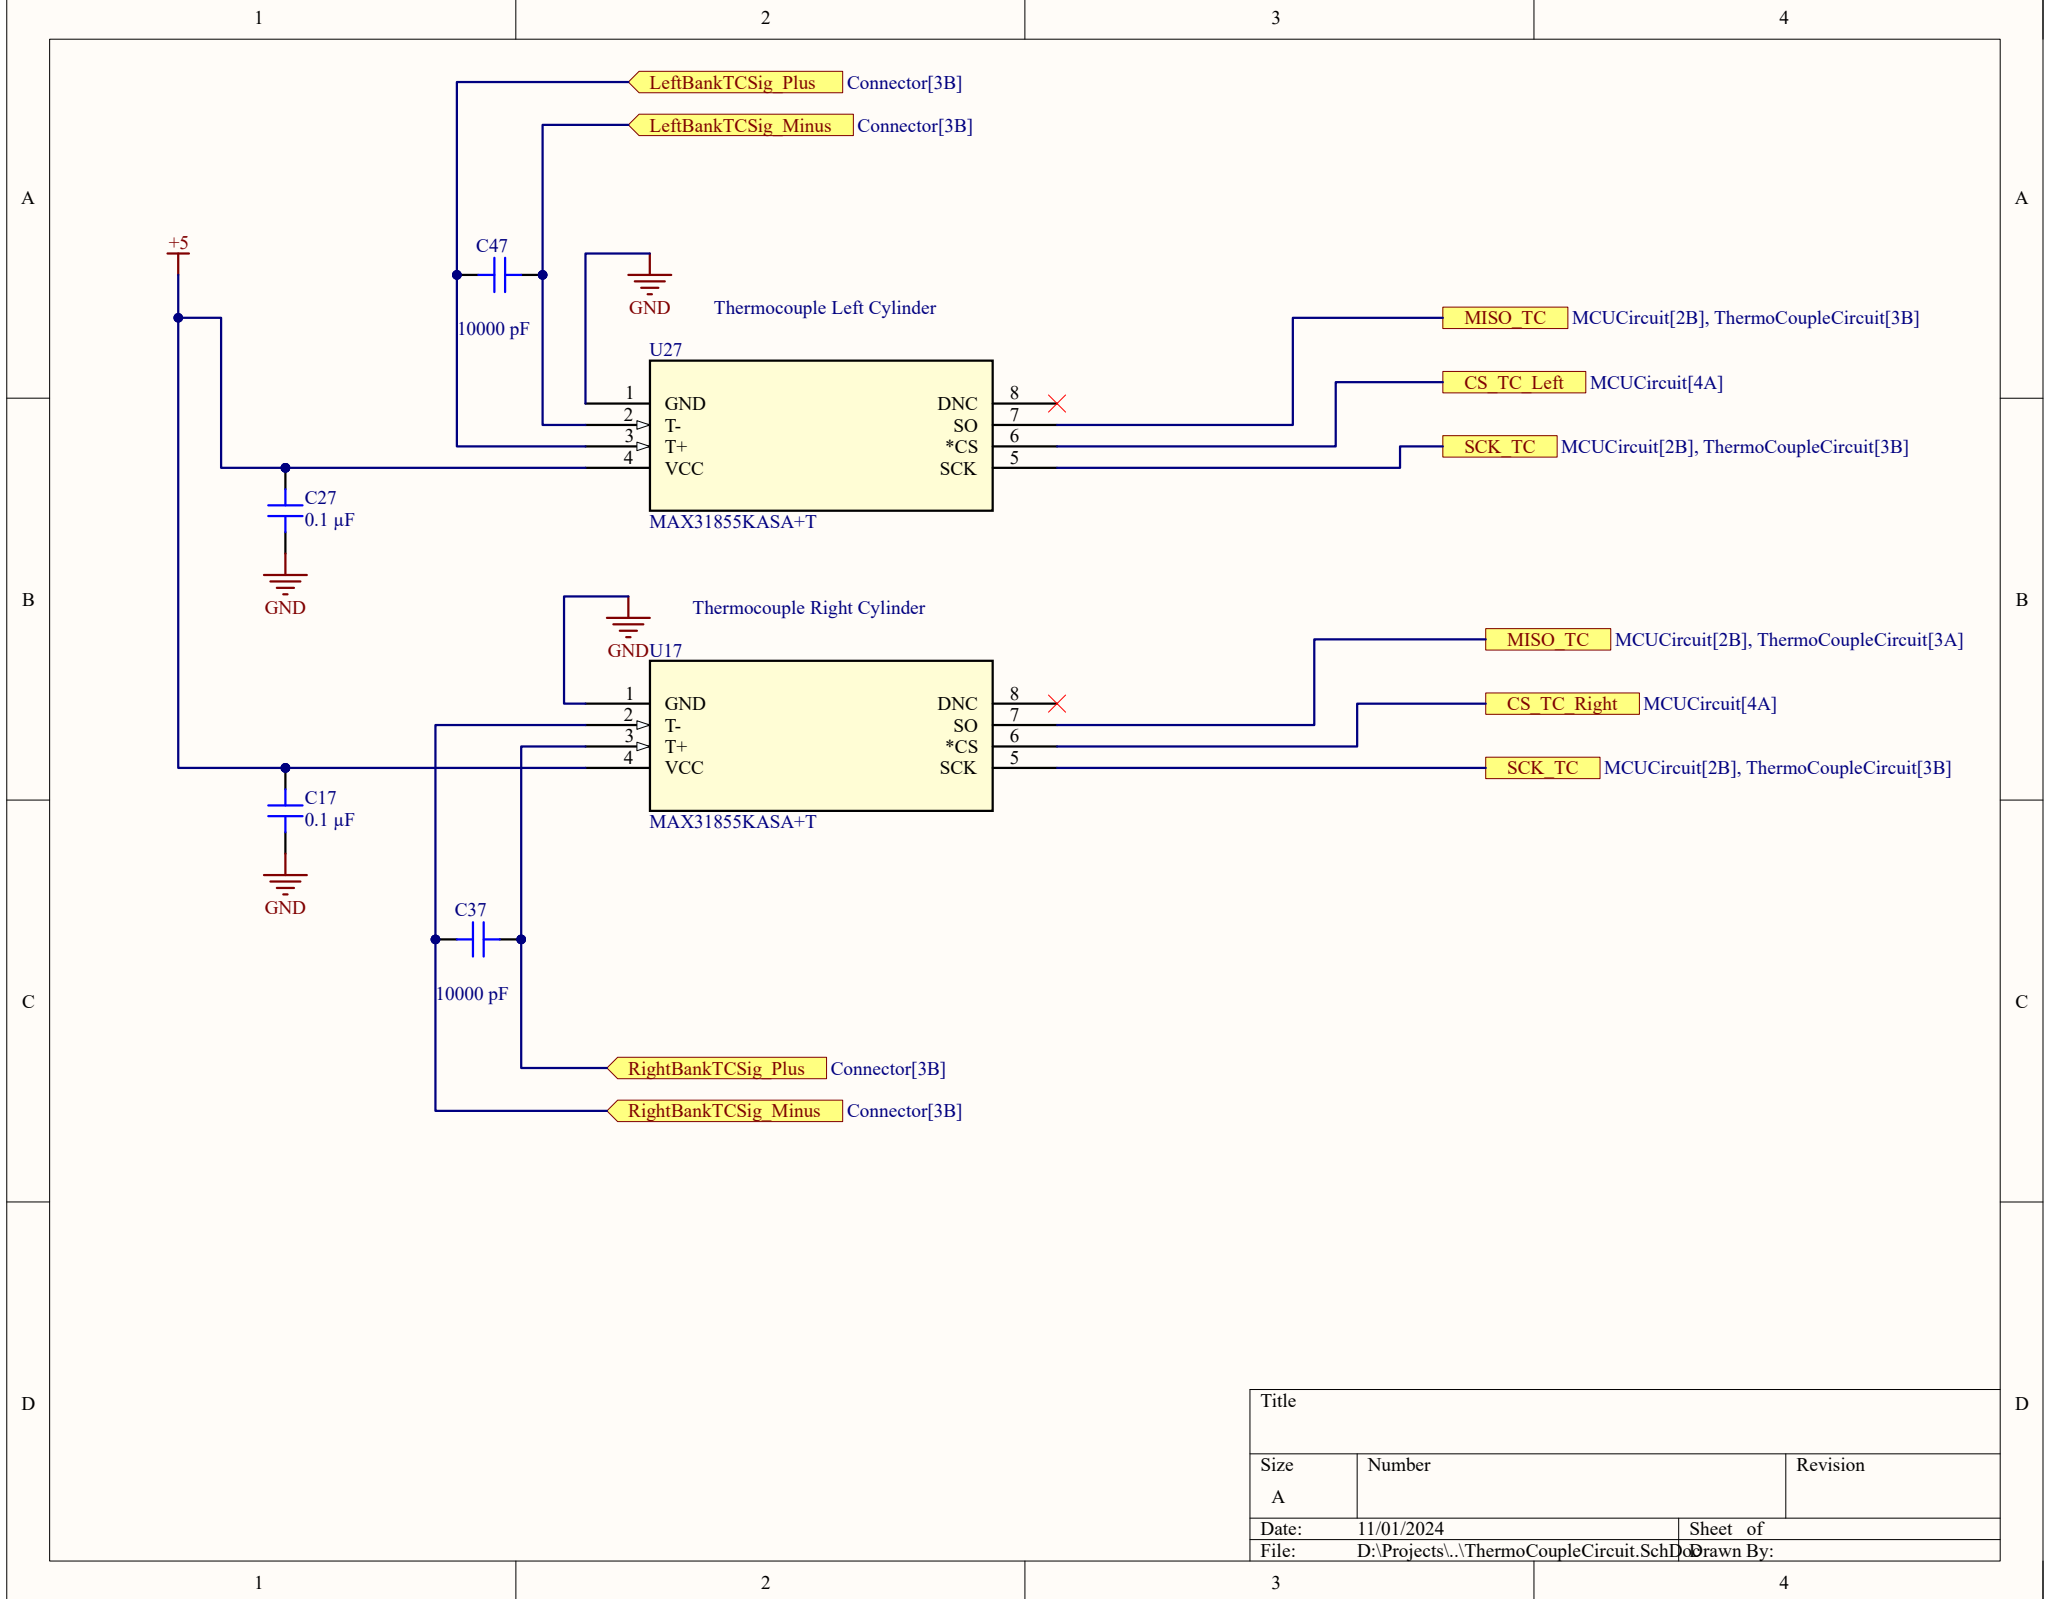 1 2 3 4
LeftBankTCSig_Plus Connector[3B]
LeftBankTCSig_Minus Connector[3B]
A A
+5
C47
10000 pF
GND
Thermocouple Left Cylinder
MISO_TC MCUCircuit[2B], ThermoCoupleCircuit[3B]
U27
CS_TC_Left MCUCircuit[4A]
1 GND DNC 8
2 T- SO 7
3 T+ *CS 6
4 VCC SCK 5
SCK_TC MCUCircuit[2B], ThermoCoupleCircuit[3B]
MAX31855KASA+T
C27
0.1 µF
GND
B B
Thermocouple Right Cylinder
GND
U17
MISO_TC MCUCircuit[2B], ThermoCoupleCircuit[3A]
1 GND DNC 8
2 T- SO 7
3 T+ *CS 6
4 VCC SCK 5
CS_TC_Right MCUCircuit[4A]
SCK_TC MCUCircuit[2B], ThermoCoupleCircuit[3B]
MAX31855KASA+T
C17
0.1 µF
GND
C37
10000 pF
C C
RightBankTCSig_Plus Connector[3B]
RightBankTCSig_Minus Connector[3B]
D D
Title
Size Number Revision
A
Date: 11/01/2024 Sheet of
File: D:\Projects\..\ThermoCoupleCircuit.SchDoc Drawn By:
1 2 3 4